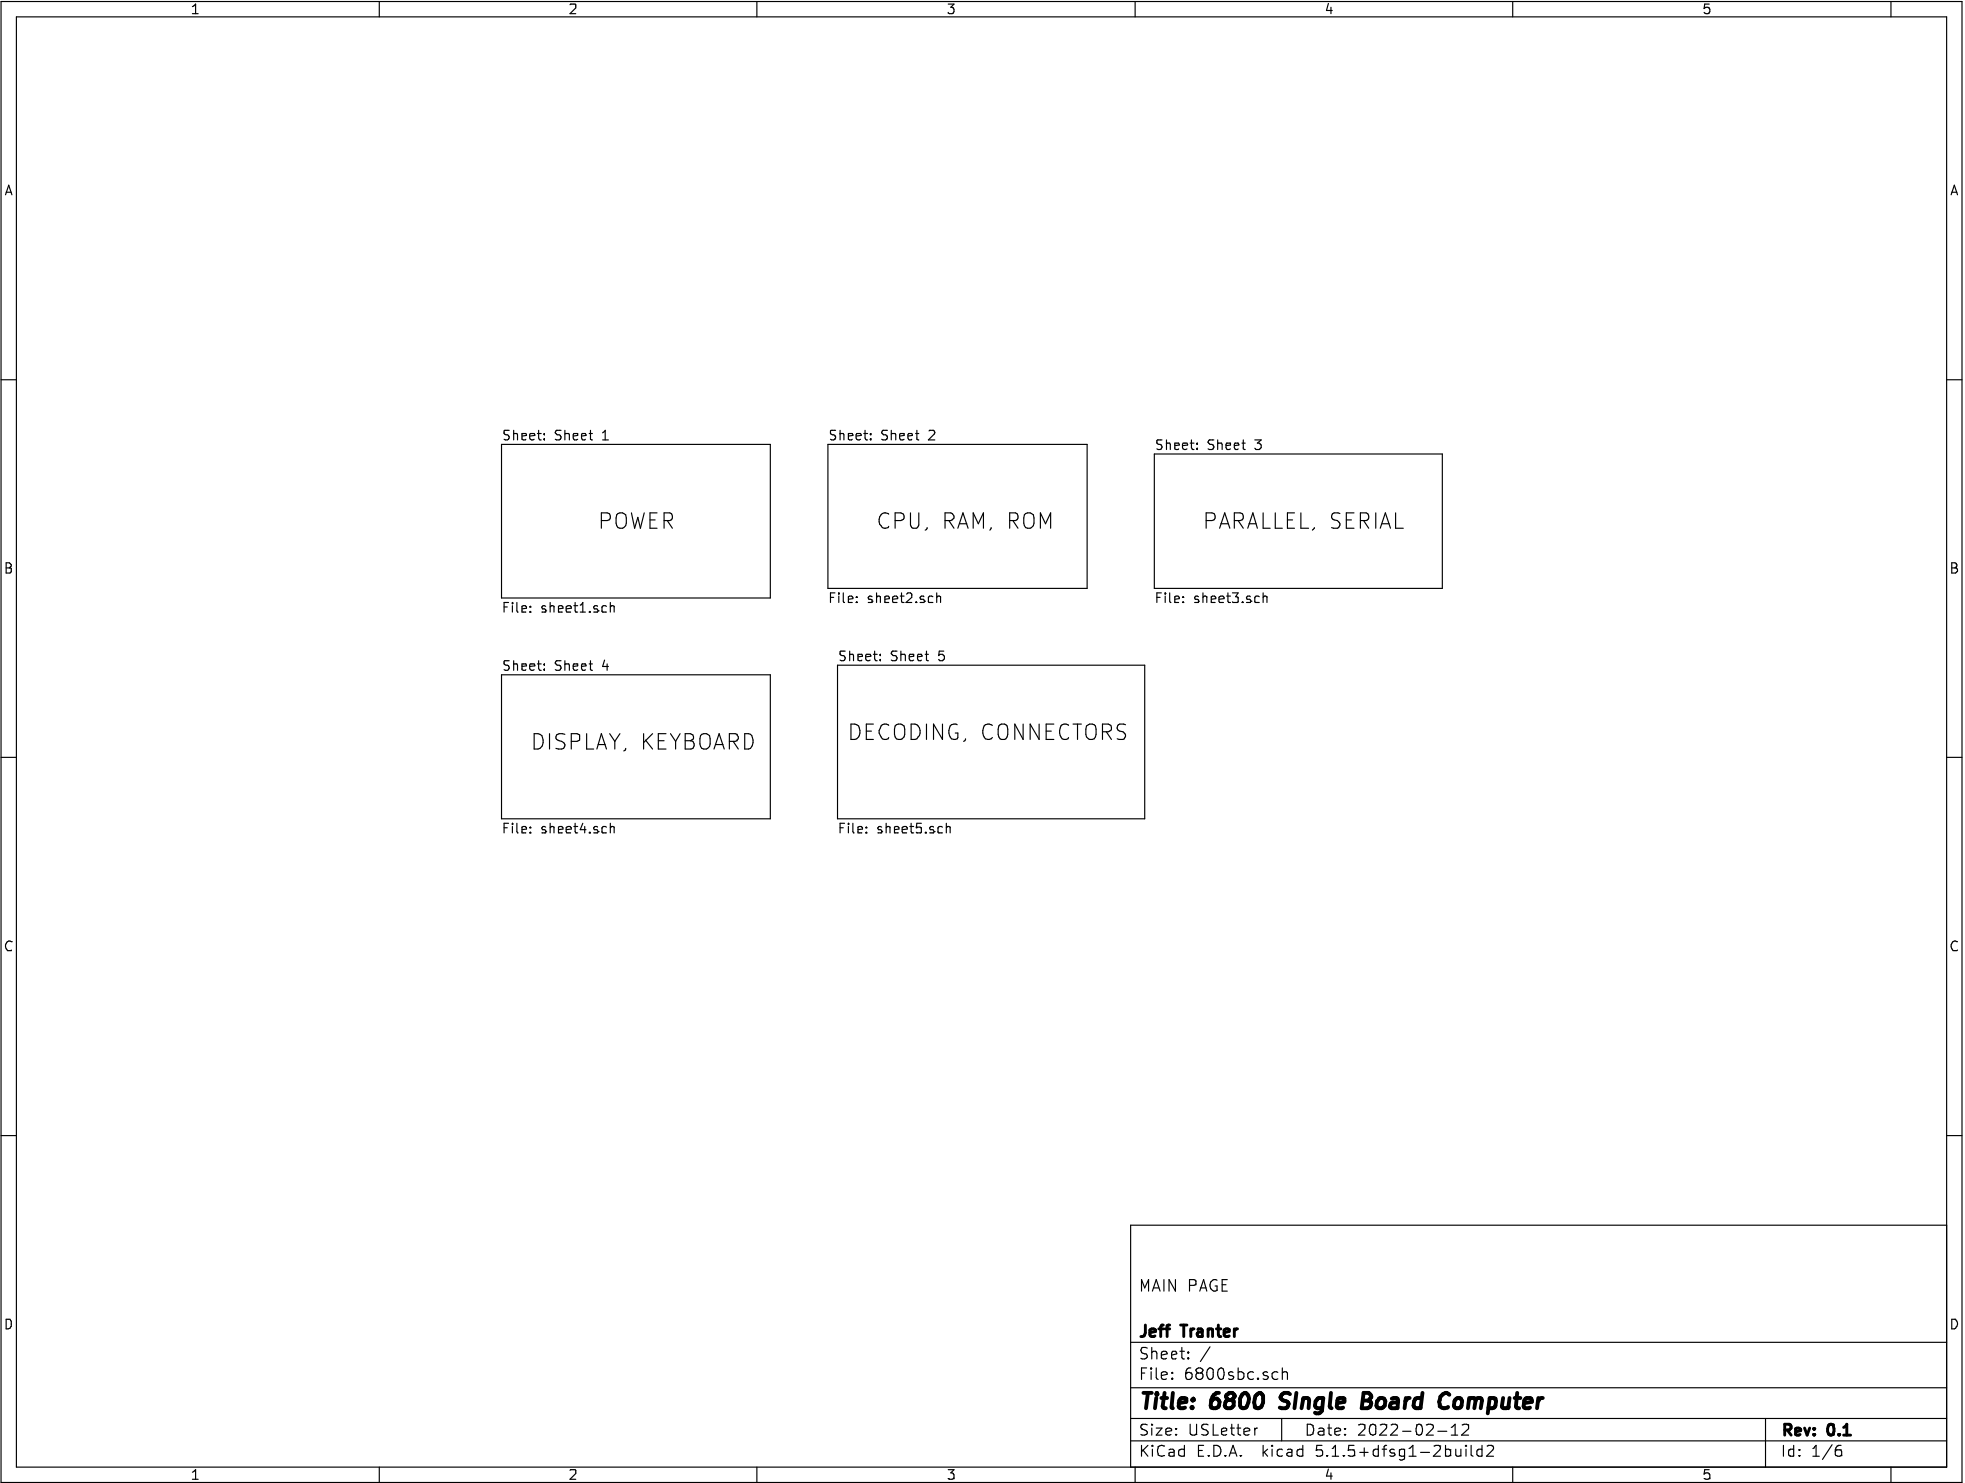 1 2 3 4 5
A A
Sheet: Sheet 1
POWER
File: sheet1.sch
Sheet: Sheet 2
CPU, RAM, ROM
File: sheet2.sch
Sheet: Sheet 3
PARALLEL, SERIAL
File: sheet3.sch
B B
Sheet: Sheet 4
DISPLAY, KEYBOARD
File: sheet4.sch
Sheet: Sheet 5
DECODING, CONNECTORS
File: sheet5.sch
C C
D D
MAIN PAGE
Jeff Tranter
Sheet: /
File: 6800sbc.sch
Title: 6800 SIngle Board Computer
Size: USLetter Date: 2022-02-12 Rev: 0.1
KiCad E.D.A. kicad 5.1.5+dfsg1-2build2 Id: 1/6
1 2 3 4 5